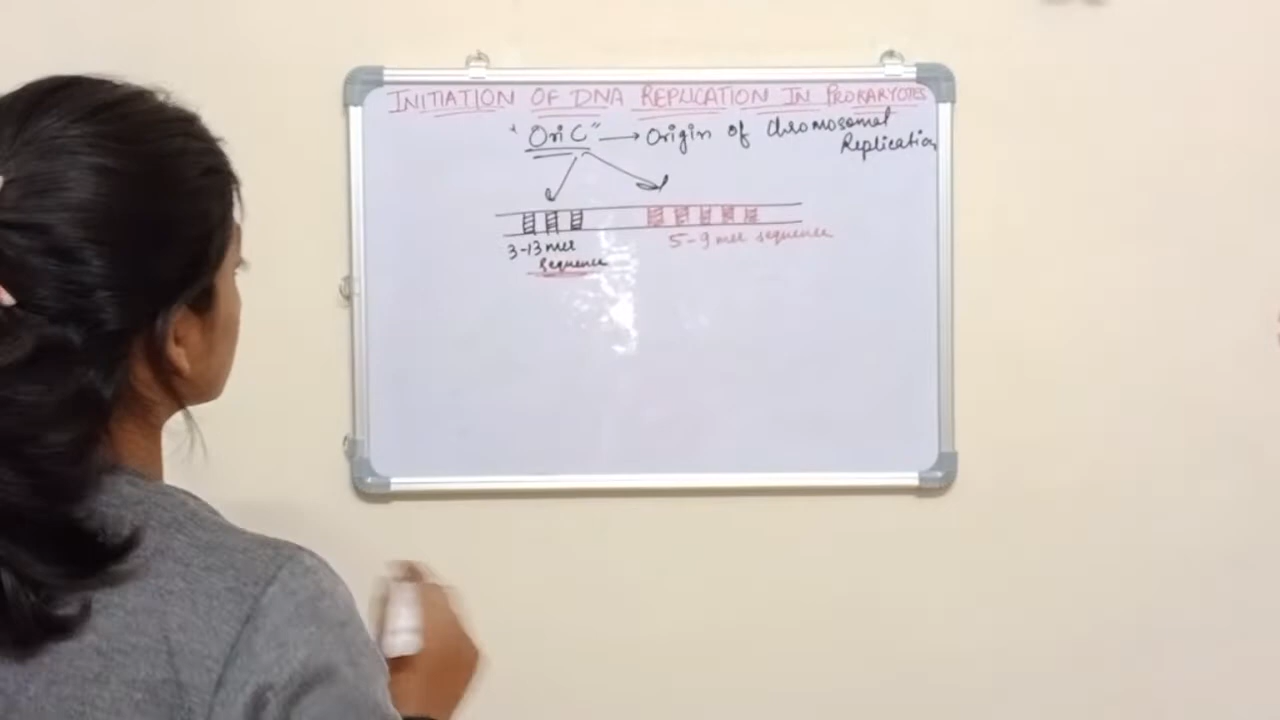 INITIATION OF DNA REPLICATION IN PROKARYOTES
"Ori C" → Origin of Chromosomal
Replication
3-13 mer
sequence
5-9 mer sequence